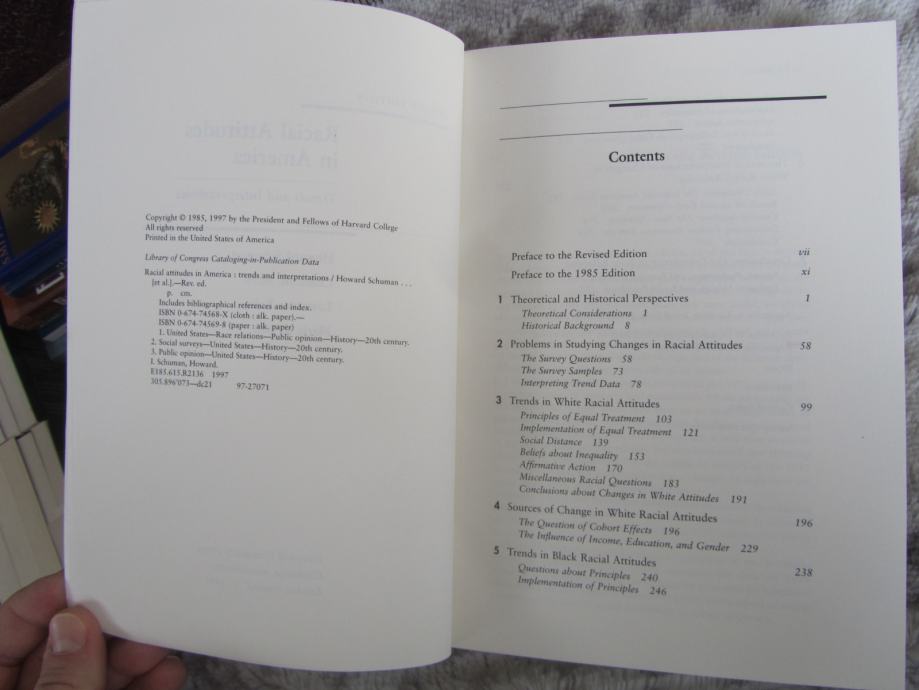 Copyright © 1985, 1997 by the President and Fellows of Harvard College
All rights reserved
Printed in the United States of America
Library of Congress Cataloging-in-Publication Data
Racial attitudes in America : trends and interpretations / Howard Schuman . . .
[et al.].—Rev. ed.
p. cm.
Includes bibliographical references and index.
ISBN 0-674-74568-X (cloth : alk. paper).—
ISBN 0-674-74569-8 (paper : alk. paper)
1. United States—Race relations—Public opinion—History—20th century.
2. Social surveys—United States—History—20th century.
3. Public opinion—United States—History—20th century.
I. Schuman, Howard.
E185.615.R2136 1997
305.896'073—dc21 97-27071
Contents
Preface to the Revised Edition vii
Preface to the 1985 Edition xi
1 Theoretical and Historical Perspectives 1
Theoretical Considerations 1
Historical Background 8
2 Problems in Studying Changes in Racial Attitudes 58
The Survey Questions 58
The Survey Samples 73
Interpreting Trend Data 78
3 Trends in White Racial Attitudes 99
Principles of Equal Treatment 103
Implementation of Equal Treatment 121
Social Distance 139
Beliefs about Inequality 153
Affirmative Action 170
Miscellaneous Racial Questions 183
Conclusions about Changes in White Attitudes 191
4 Sources of Change in White Racial Attitudes 196
The Question of Cohort Effects 196
The Influence of Income, Education, and Gender 229
5 Trends in Black Racial Attitudes 238
Questions about Principles 240
Implementation of Principles 246